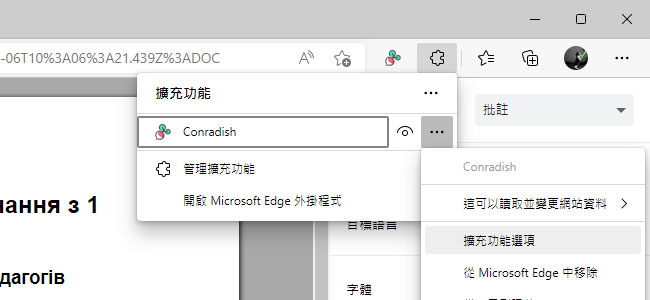 -06T10%3A06%3A21.439Z%3ADOC
擴充功能
Conradish
管理擴充功能
開啟 Microsoft Edge 外掛程式
批註
Conradish
這可以讀取並變更網站資料
擴充功能選項
從 Microsoft Edge 中移除
目標語言
字體
ання з 1
дагогів